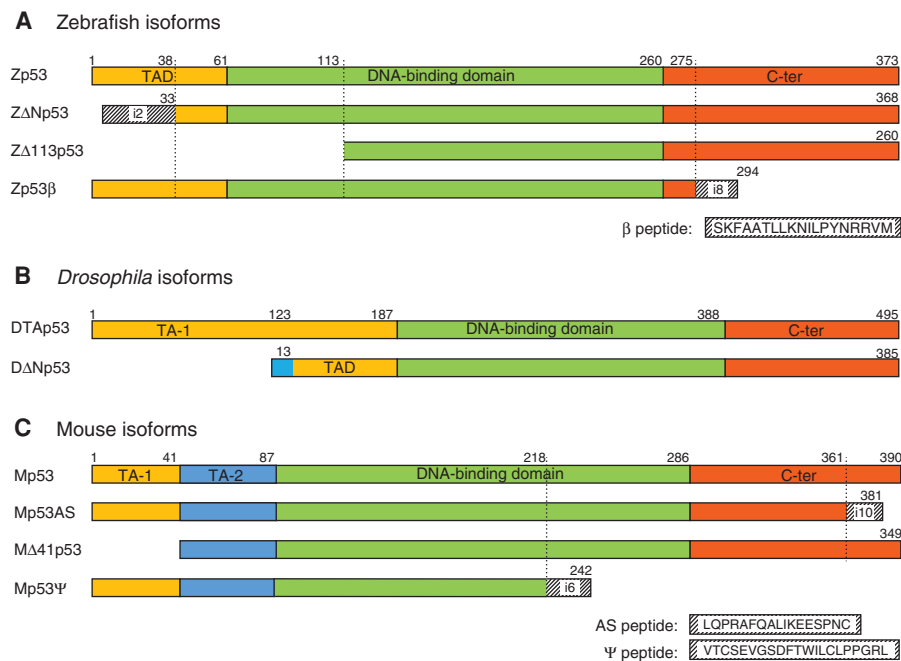 A Zebrafish isoforms
1 38 61 113 260 275 373
Zp53 TAD DNA-binding domain C-ter
33 368
ZΔNp53 i2
260
ZΔ113p53
294
Zp53β i8
β peptide: SKFAATLLKNILPYNRRVM
B Drosophila isoforms
1 123 187 388 495
DTAp53 TA-1 DNA-binding domain C-ter
13 385
DΔNp53 TAD
C Mouse isoforms
1 41 87 218 286 361 390
Mp53 TA-1 TA-2 DNA-binding domain C-ter
381
Mp53AS i10
349
MΔ41p53
242
Mp53Ψ i6
AS peptide: LQPRAFQALIKEESPNC
Ψ peptide: VTCSEVGSDFTWILCLPPGRL